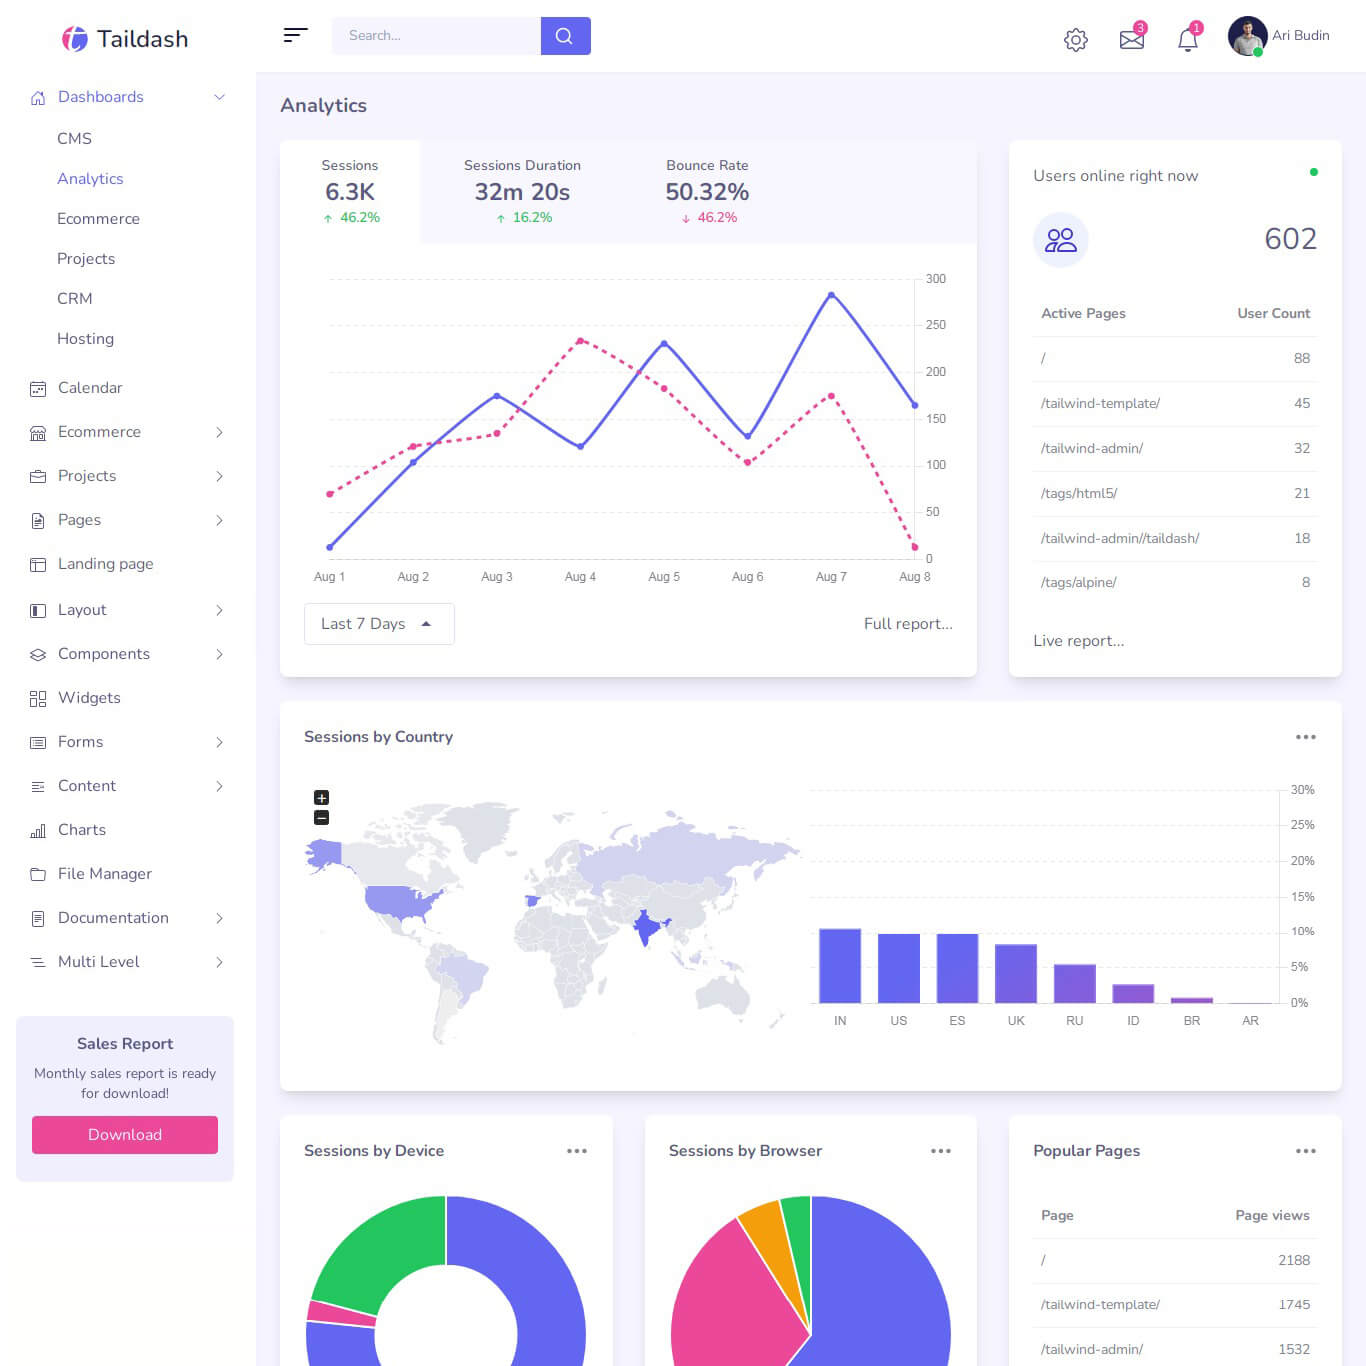 Taildash
Search...
3
1
Ari Budin
Dashboards
CMS
Analytics
Ecommerce
Projects
CRM
Hosting
Calendar
Ecommerce
Projects
Pages
Landing page
Layout
Components
Widgets
Forms
Content
Charts
File Manager
Documentation
Multi Level
Sales Report
Monthly sales report is ready
for download!
Download
Analytics
Sessions
6.3K
↑ 46.2%
Sessions Duration
32m 20s
↑ 16.2%
Bounce Rate
50.32%
↓ 46.2%
300
250
200
150
100
50
0
Aug 1 Aug 2 Aug 3 Aug 4 Aug 5 Aug 6 Aug 7 Aug 8
Last 7 Days
Full report...
Users online right now
602
Active Pages User Count
/ 88
/tailwind-template/ 45
/tailwind-admin/ 32
/tags/html5/ 21
/tailwind-admin//taildash/ 18
/tags/alpine/ 8
Live report...
Sessions by Country
+
−
30%
25%
20%
15%
10%
5%
0%
IN US ES UK RU ID BR AR
Sessions by Device
Sessions by Browser
Popular Pages
Page Page views
/ 2188
/tailwind-template/ 1745
/tailwind-admin/ 1532